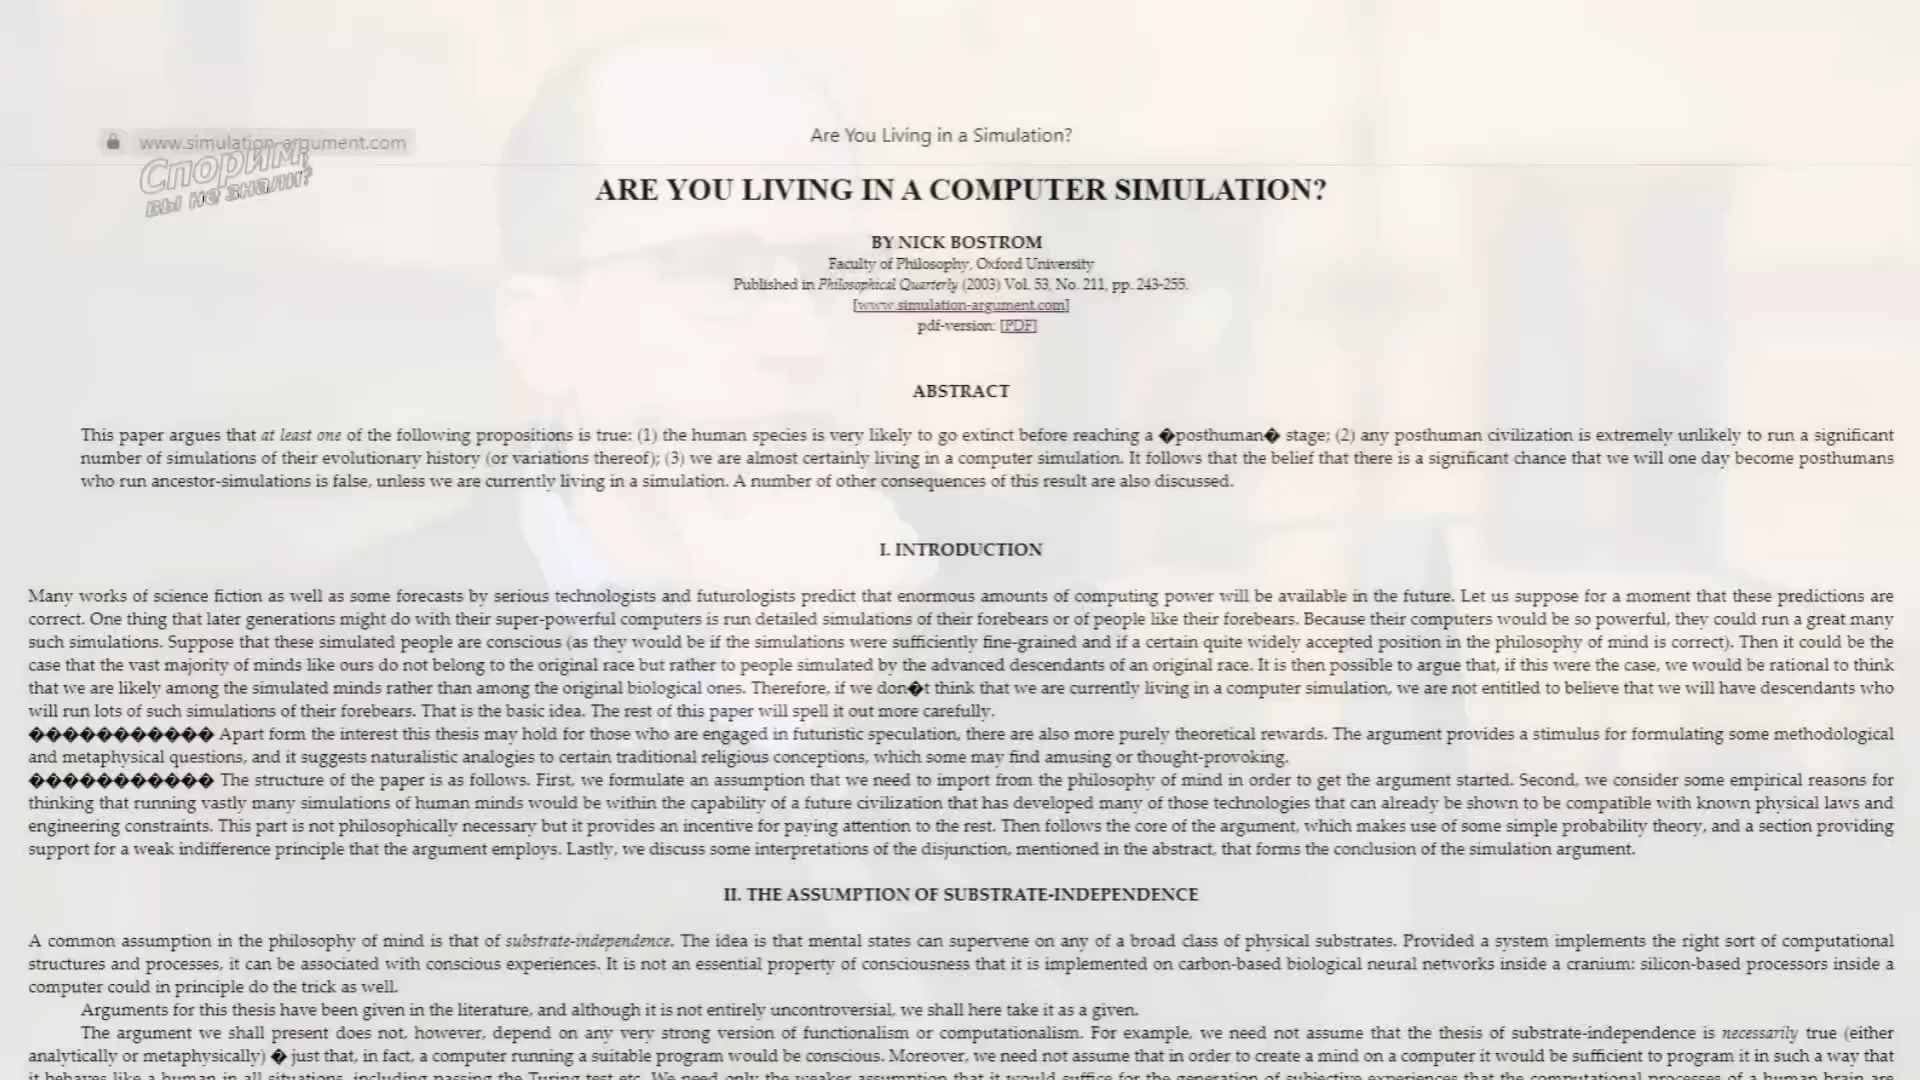 www.simulation-argument.com
Are You Living in a Simulation?
Спорим,
вы не знали?
ARE YOU LIVING IN A COMPUTER SIMULATION?
BY NICK BOSTROM
Faculty of Philosophy, Oxford University
Published in Philosophical Quarterly (2003) Vol. 53, No. 211, pp. 243-255.
[www.simulation-argument.com]
pdf-version: [PDF]
ABSTRACT
This paper argues that at least one of the following propositions is true: (1) the human species is very likely to go extinct before reaching a �posthuman� stage; (2) any posthuman civilization is extremely unlikely to run a significant
number of simulations of their evolutionary history (or variations thereof); (3) we are almost certainly living in a computer simulation. It follows that the belief that there is a significant chance that we will one day become posthumans
who run ancestor-simulations is false, unless we are currently living in a simulation. A number of other consequences of this result are also discussed.
I. INTRODUCTION
Many works of science fiction as well as some forecasts by serious technologists and futurologists predict that enormous amounts of computing power will be available in the future. Let us suppose for a moment that these predictions are
correct. One thing that later generations might do with their super-powerful computers is run detailed simulations of their forebears or of people like their forebears. Because their computers would be so powerful, they could run a great many
such simulations. Suppose that these simulated people are conscious (as they would be if the simulations were sufficiently fine-grained and if a certain quite widely accepted position in the philosophy of mind is correct). Then it could be the
case that the vast majority of minds like ours do not belong to the original race but rather to people simulated by the advanced descendants of an original race. It is then possible to argue that, if this were the case, we would be rational to think
that we are likely among the simulated minds rather than among the original biological ones. Therefore, if we don�t think that we are currently living in a computer simulation, we are not entitled to believe that we will have descendants who
will run lots of such simulations of their forebears. That is the basic idea. The rest of this paper will spell it out more carefully.
����������� Apart form the interest this thesis may hold for those who are engaged in futuristic speculation, there are also more purely theoretical rewards. The argument provides a stimulus for formulating some methodological
and metaphysical questions, and it suggests naturalistic analogies to certain traditional religious conceptions, which some may find amusing or thought-provoking.
����������� The structure of the paper is as follows. First, we formulate an assumption that we need to import from the philosophy of mind in order to get the argument started. Second, we consider some empirical reasons for
thinking that running vastly many simulations of human minds would be within the capability of a future civilization that has developed many of those technologies that can already be shown to be compatible with known physical laws and
engineering constraints. This part is not philosophically necessary but it provides an incentive for paying attention to the rest. Then follows the core of the argument, which makes use of some simple probability theory, and a section providing
support for a weak indifference principle that the argument employs. Lastly, we discuss some interpretations of the disjunction, mentioned in the abstract, that forms the conclusion of the simulation argument.
II. THE ASSUMPTION OF SUBSTRATE-INDEPENDENCE
A common assumption in the philosophy of mind is that of substrate-independence. The idea is that mental states can supervene on any of a broad class of physical substrates. Provided a system implements the right sort of computational
structures and processes, it can be associated with conscious experiences. It is not an essential property of consciousness that it is implemented on carbon-based biological neural networks inside a cranium: silicon-based processors inside a
computer could in principle do the trick as well.
Arguments for this thesis have been given in the literature, and although it is not entirely uncontroversial, we shall here take it as a given.
The argument we shall present does not, however, depend on any very strong version of functionalism or computationalism. For example, we need not assume that the thesis of substrate-independence is necessarily true (either
analytically or metaphysically) � just that, in fact, a computer running a suitable program would be conscious. Moreover, we need not assume that in order to create a mind on a computer it would be sufficient to program it in such a way that
it behaves like a human in all situations, including passing the Turing test etc. We need only the weaker assumption that it would suffice for the generation of subjective experiences that the computational processes of a human brain are